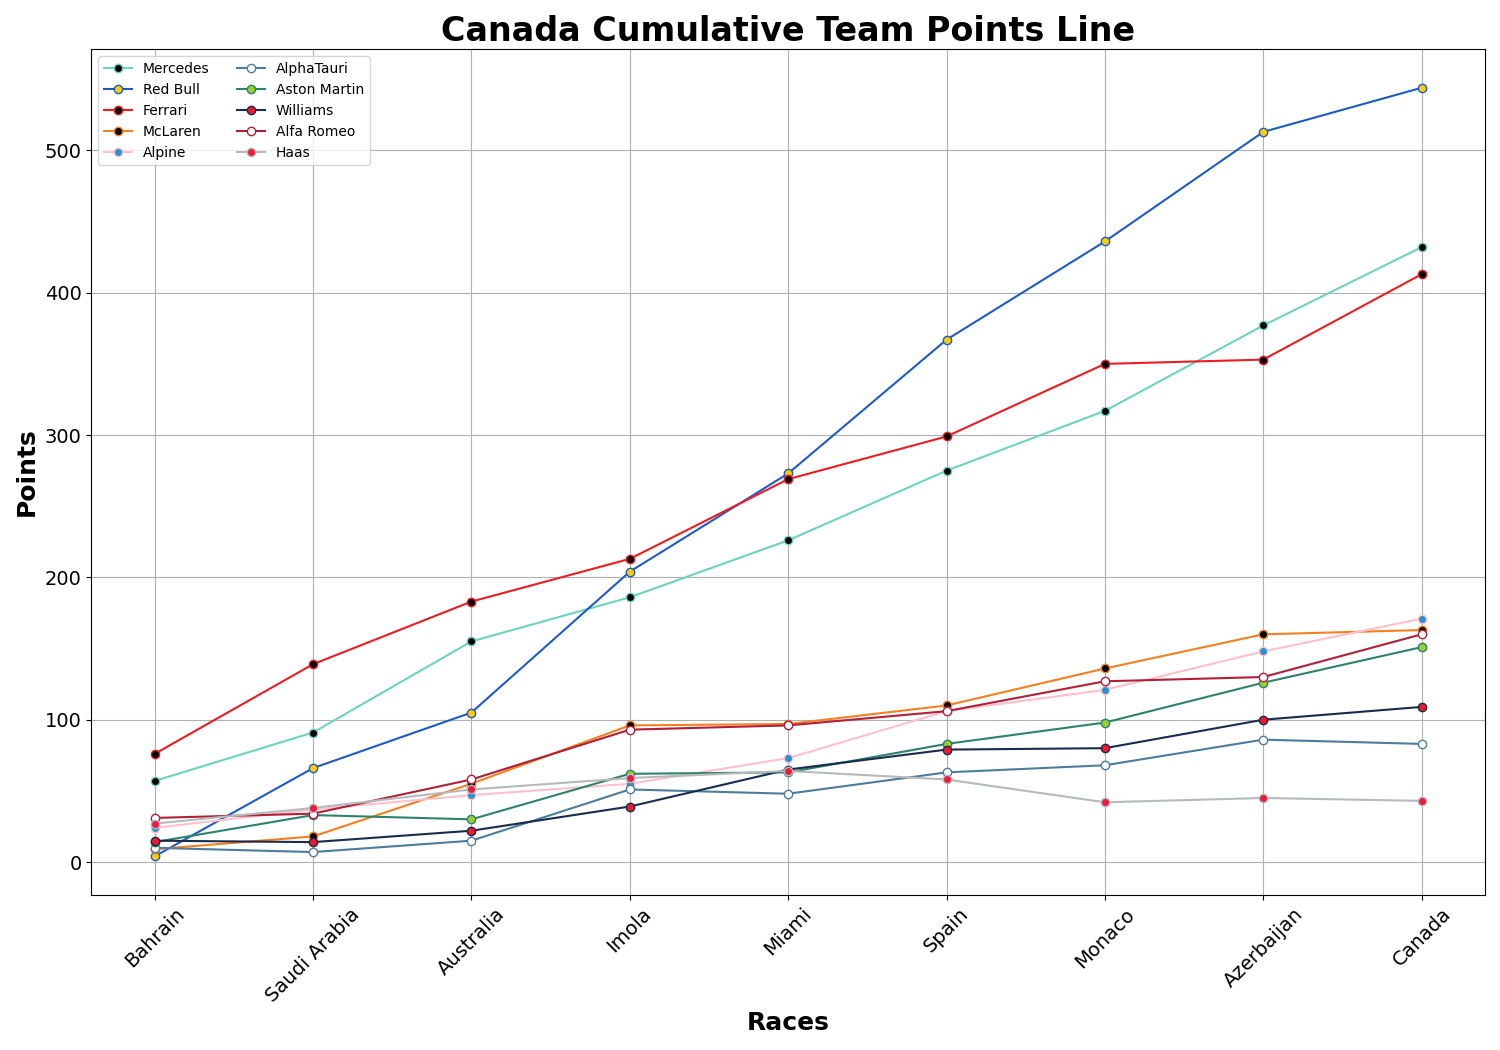 Canada Cumulative Team Points Line
Mercedes
Red Bull
Ferrari
McLaren
Alpine
AlphaTauri
Aston Martin
Williams
Alfa Romeo
Haas
Points
500
400
300
200
100
0
Bahrain
Saudi Arabia
Australia
Imola
Miami
Spain
Monaco
Azerbaijan
Canada
Races